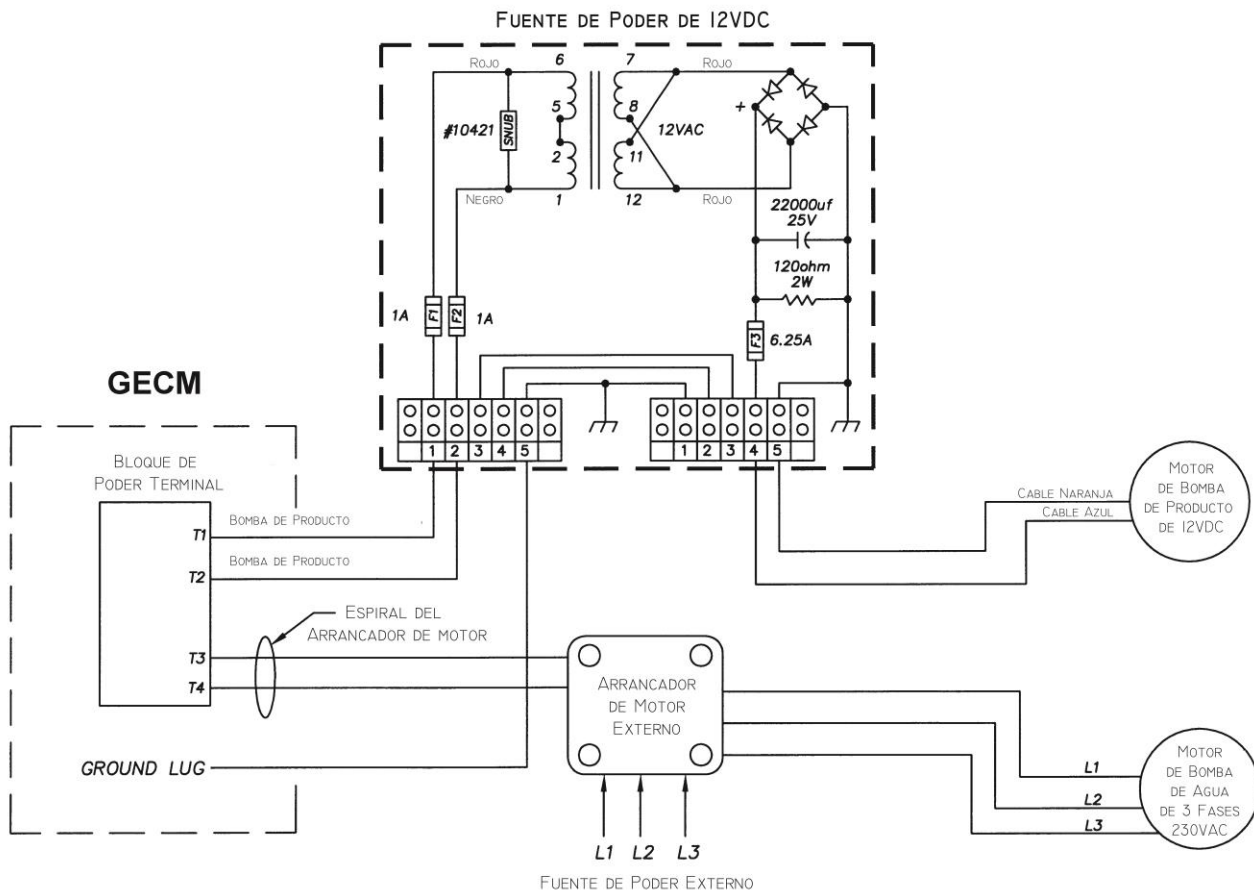 FUENTE DE PODER DE 12VDC
ROJO
6
7
ROJO
5
8
+
#10421
SNUB
12VAC
2
11
NEGRO
1
12
ROJO
22000uf
25V
120ohm
2W
1A
F1
F2
1A
F3
6.25A
GECM
1 2 3 4 5
1 2 3 4 5
BLOQUE DE
PODER TERMINAL
MOTOR
DE BOMBA
DE PRODUCTO
DE 12VDC
CABLE NARANJA
CABLE AZUL
BOMBA DE PRODUCTO
T1
BOMBA DE PRODUCTO
T2
ESPIRAL DEL
ARRANCADOR DE MOTOR
T3
T4
ARRANCADOR
DE MOTOR
EXTERNO
GROUND LUG
L1
L2
L3
MOTOR
DE BOMBA
DE AGUA
DE 3 FASES
230VAC
L1 L2 L3
FUENTE DE PODER EXTERNO